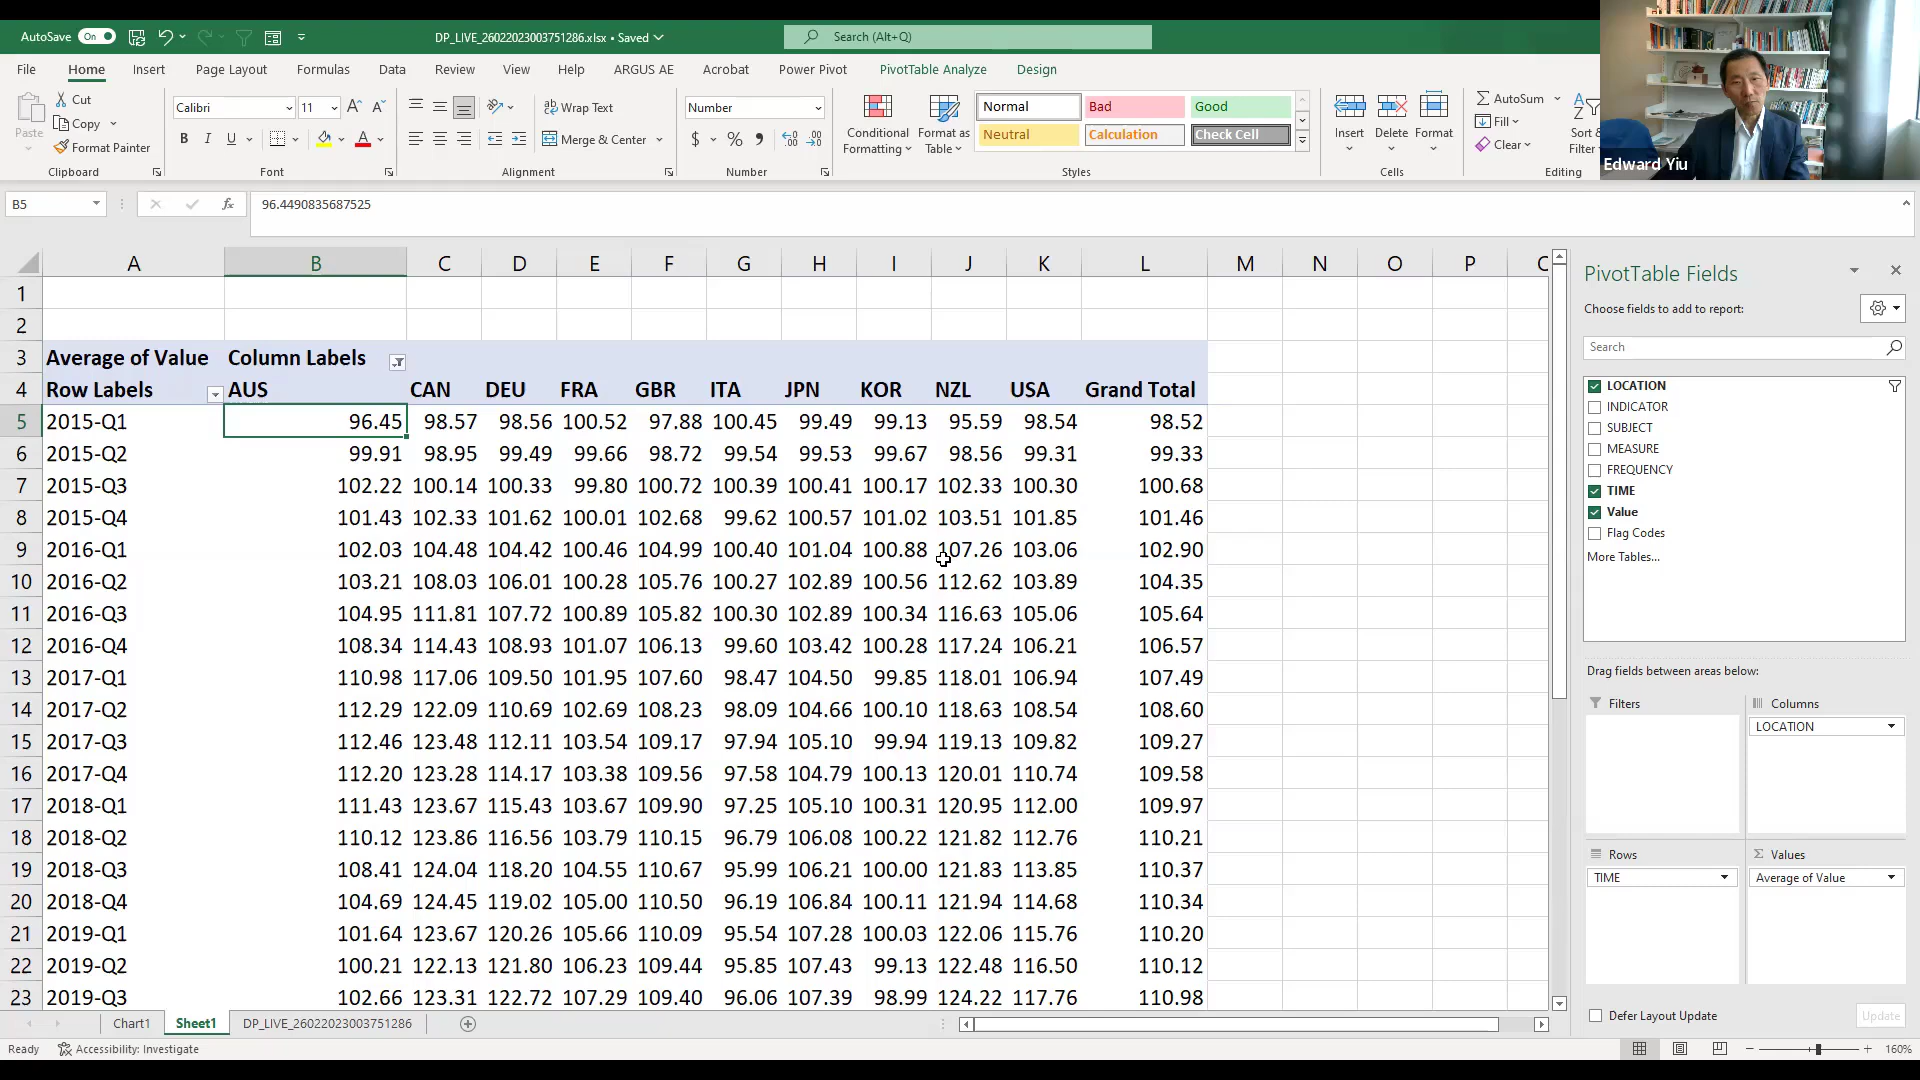 AutoSave On DP_LIVE_26022023003751286.xlsx • Saved Search (Alt+Q)
File Home Insert Page Layout Formulas Data Review View Help ARGUS AE Acrobat Power Pivot PivotTable Analyze Design
Paste Cut Copy Format Painter
Clipboard
Calibri 11
B I U
Font
Wrap Text
Merge & Center
Alignment
Number
$ % 9
Number
Conditional Formatting
Format as Table
Normal Bad Good
Neutral Calculation Check Cell
Styles
Insert Delete Format
Cells
AutoSum
Fill
Clear
Sort & Filter
Editing
Edward Yiu
B5 fx 96.4490835687525
A B C D E F G H I J K L M N O P
1
2
3 Average of Value Column Labels
4 Row Labels AUS CAN DEU FRA GBR ITA JPN KOR NZL USA Grand Total
5 2015-Q1 96.45 98.57 98.56 100.52 97.88 100.45 99.49 99.13 95.59 98.54 98.52
6 2015-Q2 99.91 98.95 99.49 99.66 98.72 99.54 99.53 99.67 98.56 99.31 99.33
7 2015-Q3 102.22 100.14 100.33 99.80 100.72 100.39 100.41 100.17 102.33 100.30 100.68
8 2015-Q4 101.43 102.33 101.62 100.01 102.68 99.62 100.57 101.02 103.51 101.85 101.46
9 2016-Q1 102.03 104.48 104.42 100.46 104.99 100.40 101.04 100.88 107.26 103.06 102.90
10 2016-Q2 103.21 108.03 106.01 100.28 105.76 100.27 102.89 100.56 112.62 103.89 104.35
11 2016-Q3 104.95 111.81 107.72 100.89 105.82 100.30 102.89 100.34 116.63 105.06 105.64
12 2016-Q4 108.34 114.43 108.93 101.07 106.13 99.60 103.42 100.28 117.24 106.21 106.57
13 2017-Q1 110.98 117.06 109.50 101.95 107.60 98.47 104.50 99.85 118.01 106.94 107.49
14 2017-Q2 112.29 122.09 110.69 102.69 108.23 98.09 104.66 100.10 118.63 108.54 108.60
15 2017-Q3 112.46 123.48 112.11 103.54 109.17 97.94 105.10 99.94 119.13 109.82 109.27
16 2017-Q4 112.20 123.28 114.17 103.38 109.56 97.58 104.79 100.13 120.01 110.74 109.58
17 2018-Q1 111.43 123.67 115.43 103.67 109.90 97.25 105.10 100.31 120.95 112.00 109.97
18 2018-Q2 110.12 123.86 116.56 103.79 110.15 96.79 106.08 100.22 121.82 112.76 110.21
19 2018-Q3 108.41 124.04 118.20 104.55 110.67 95.99 106.21 100.00 121.83 113.85 110.37
20 2018-Q4 104.69 124.45 119.02 105.00 110.50 96.19 106.84 100.11 121.94 114.68 110.34
21 2019-Q1 101.64 123.67 120.26 105.66 110.09 95.54 107.28 100.03 122.06 115.76 110.20
22 2019-Q2 100.21 122.13 121.80 106.23 109.44 95.85 107.43 99.13 122.48 116.50 110.12
23 2019-Q3 102.66 123.31 122.72 107.29 109.40 96.06 107.39 98.99 124.22 117.76 110.98
PivotTable Fields
Choose fields to add to report:
Search
LOCATION
INDICATOR
SUBJECT
MEASURE
FREQUENCY
TIME
Value
Flag Codes
More Tables...
Drag fields between areas below:
Filters Columns
LOCATION
Rows Σ Values
TIME Average of Value
Defer Layout Update Update
Chart1 Sheet1 DP_LIVE_26022023003751286
Ready Accessibility: Investigate 160%